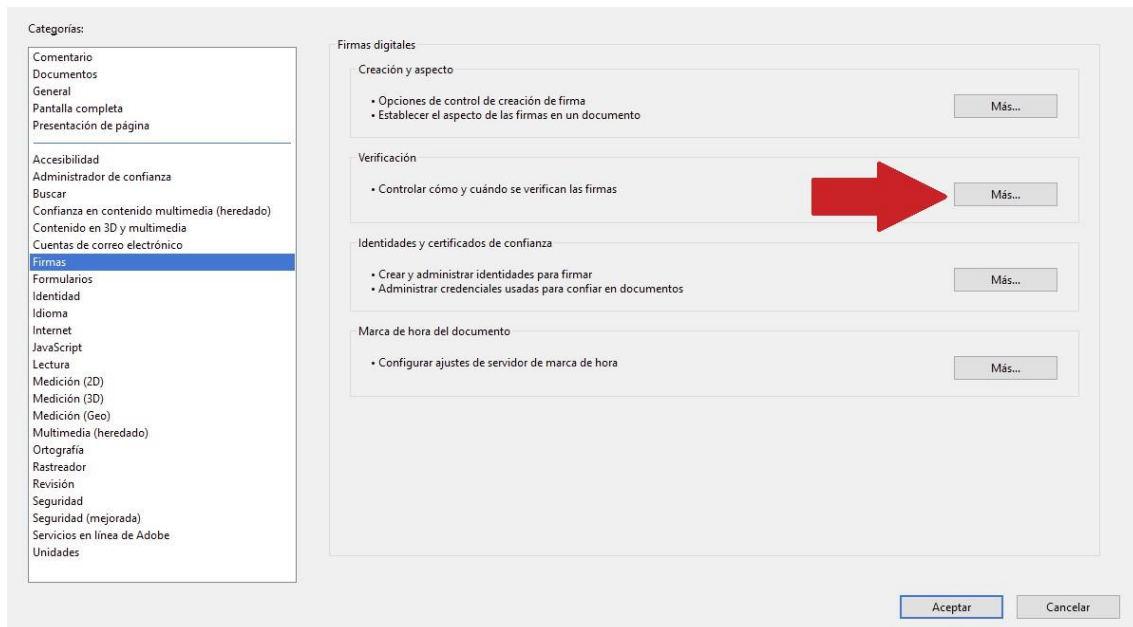 Categorías:
Comentario
Documentos
General
Pantalla completa
Presentación de página
Accesibilidad
Administrador de confianza
Buscar
Confianza en contenido multimedia (heredado)
Contenido en 3D y multimedia
Cuentas de correo electrónico
Firmas
Formularios
Identidad
Idioma
Internet
JavaScript
Lectura
Medición (2D)
Medición (3D)
Medición (Geo)
Multimedia (heredado)
Ortografía
Rastreador
Revisión
Seguridad
Seguridad (mejorada)
Servicios en línea de Adobe
Unidades
Firmas digitales
Creación y aspecto
• Opciones de control de creación de firma
• Establecer el aspecto de las firmas en un documento
Más...
Verificación
• Controlar cómo y cuándo se verifican las firmas
Más...
Identidades y certificados de confianza
• Crear y administrar identidades para firmar
• Administrar credenciales usadas para confiar en documentos
Más...
Marca de hora del documento
• Configurar ajustes de servidor de marca de hora
Más...
Aceptar
Cancelar